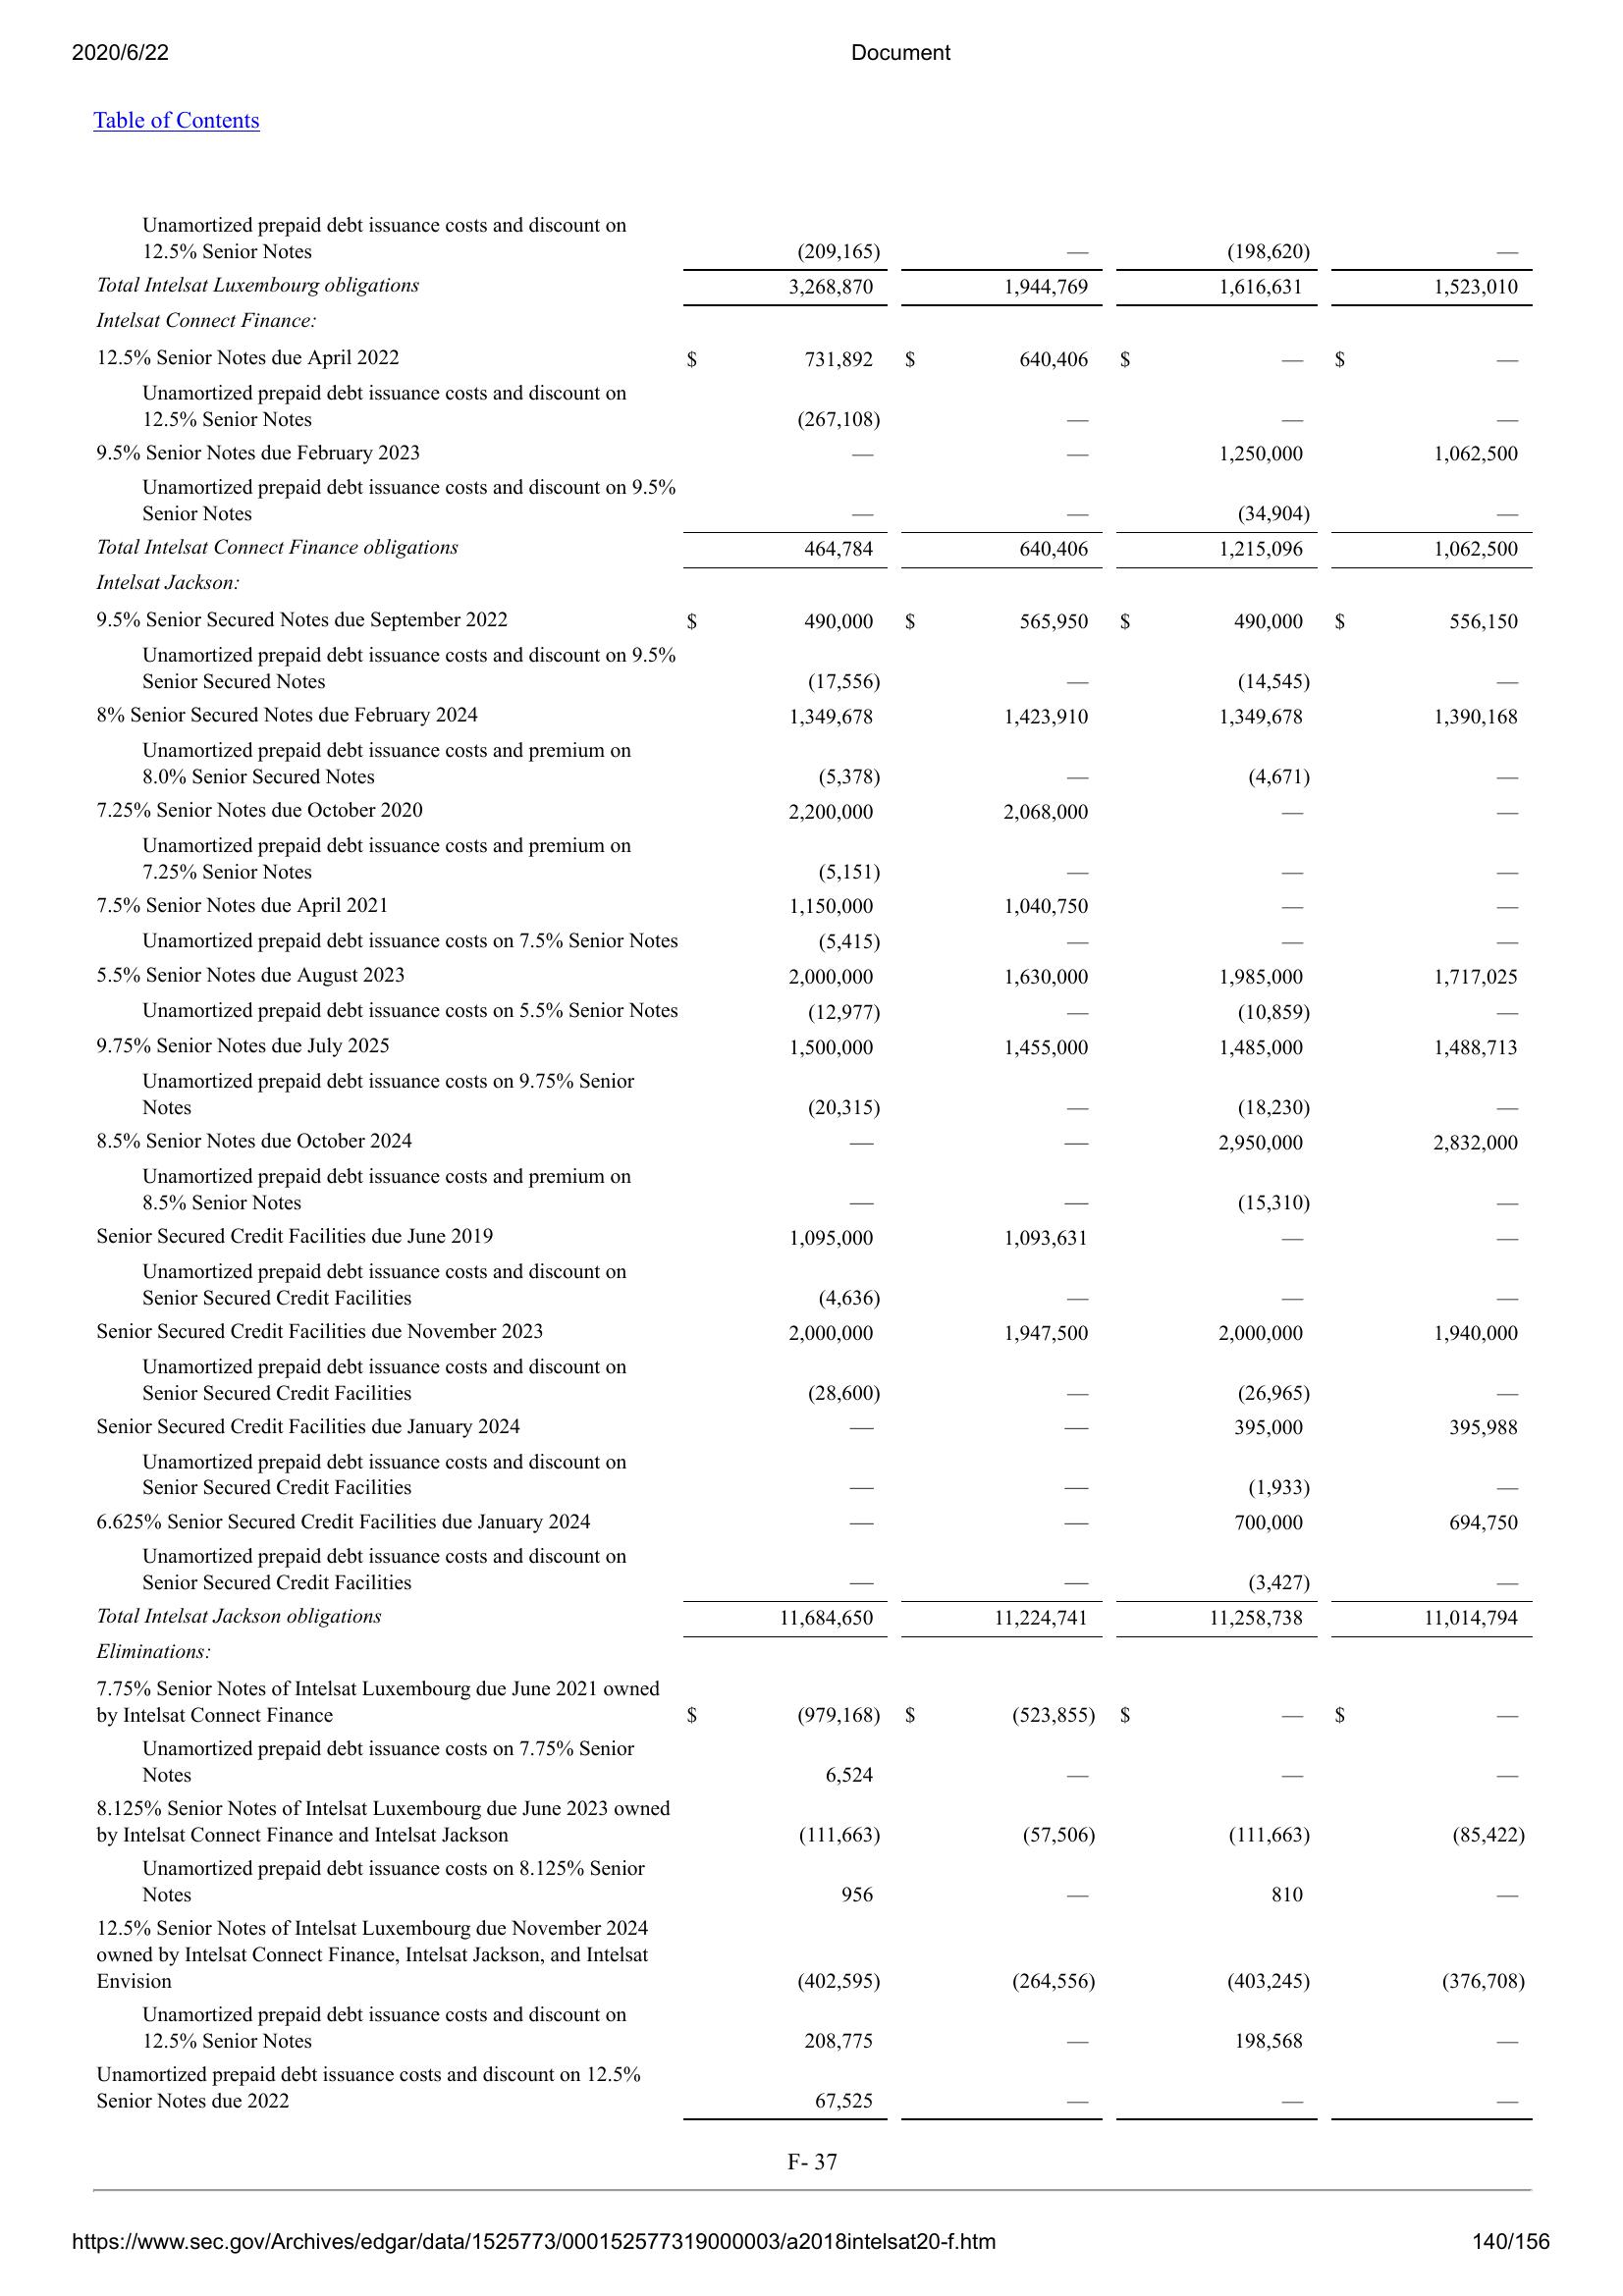 2020/6/22 Document
Table of Contents
Unamortized prepaid debt issuance costs and discount on
12.5% Senior Notes (209,165) — (198,620) —
Total Intelsat Luxembourg obligations 3,268,870 1,944,769 1,616,631 1,523,010
Intelsat Connect Finance:
12.5% Senior Notes due April 2022 $ 731,892 $ 640,406 $ — $ —
Unamortized prepaid debt issuance costs and discount on
12.5% Senior Notes (267,108) — — —
9.5% Senior Notes due February 2023 — — 1,250,000 1,062,500
Unamortized prepaid debt issuance costs and discount on 9.5%
Senior Notes — — (34,904) —
Total Intelsat Connect Finance obligations 464,784 640,406 1,215,096 1,062,500
Intelsat Jackson:
9.5% Senior Secured Notes due September 2022 $ 490,000 $ 565,950 $ 490,000 $ 556,150
Unamortized prepaid debt issuance costs and discount on 9.5%
Senior Secured Notes (17,556) — (14,545) —
8% Senior Secured Notes due February 2024 1,349,678 1,423,910 1,349,678 1,390,168
Unamortized prepaid debt issuance costs and premium on
8.0% Senior Secured Notes (5,378) — (4,671) —
7.25% Senior Notes due October 2020 2,200,000 2,068,000 — —
Unamortized prepaid debt issuance costs and premium on
7.25% Senior Notes (5,151) — — —
7.5% Senior Notes due April 2021 1,150,000 1,040,750 — —
Unamortized prepaid debt issuance costs on 7.5% Senior Notes (5,415) — — —
5.5% Senior Notes due August 2023 2,000,000 1,630,000 1,985,000 1,717,025
Unamortized prepaid debt issuance costs on 5.5% Senior Notes (12,977) — (10,859) —
9.75% Senior Notes due July 2025 1,500,000 1,455,000 1,485,000 1,488,713
Unamortized prepaid debt issuance costs on 9.75% Senior
Notes (20,315) — (18,230) —
8.5% Senior Notes due October 2024 — — 2,950,000 2,832,000
Unamortized prepaid debt issuance costs and premium on
8.5% Senior Notes — — (15,310) —
Senior Secured Credit Facilities due June 2019 1,095,000 1,093,631 — —
Unamortized prepaid debt issuance costs and discount on
Senior Secured Credit Facilities (4,636) — — —
Senior Secured Credit Facilities due November 2023 2,000,000 1,947,500 2,000,000 1,940,000
Unamortized prepaid debt issuance costs and discount on
Senior Secured Credit Facilities (28,600) — (26,965) —
Senior Secured Credit Facilities due January 2024 — — 395,000 395,988
Unamortized prepaid debt issuance costs and discount on
Senior Secured Credit Facilities — — (1,933) —
6.625% Senior Secured Credit Facilities due January 2024 — — 700,000 694,750
Unamortized prepaid debt issuance costs and discount on
Senior Secured Credit Facilities — — (3,427) —
Total Intelsat Jackson obligations 11,684,650 11,224,741 11,258,738 11,014,794
Eliminations:
7.75% Senior Notes of Intelsat Luxembourg due June 2021 owned
by Intelsat Connect Finance $ (979,168) $ (523,855) $ — $ —
Unamortized prepaid debt issuance costs on 7.75% Senior
Notes 6,524 — — —
8.125% Senior Notes of Intelsat Luxembourg due June 2023 owned
by Intelsat Connect Finance and Intelsat Jackson (111,663) (57,506) (111,663) (85,422)
Unamortized prepaid debt issuance costs on 8.125% Senior
Notes 956 — 810 —
12.5% Senior Notes of Intelsat Luxembourg due November 2024
owned by Intelsat Connect Finance, Intelsat Jackson, and Intelsat
Envision (402,595) (264,556) (403,245) (376,708)
Unamortized prepaid debt issuance costs and discount on
12.5% Senior Notes 208,775 — 198,568 —
Unamortized prepaid debt issuance costs and discount on 12.5%
Senior Notes due 2022 67,525 — — —
F- 37
https://www.sec.gov/Archives/edgar/data/1525773/000152577319000003/a2018intelsat20-f.htm 140/156